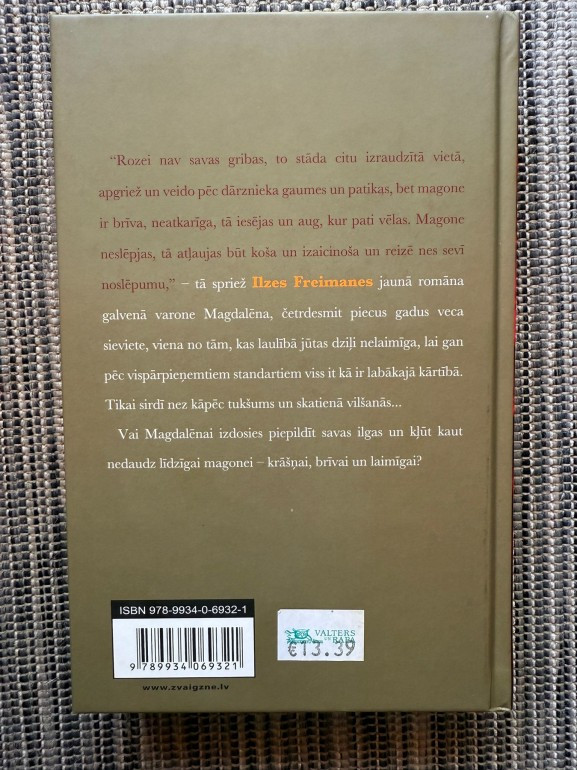 “Rozei nav savas gribas, to stāda citu izraudzītā vietā,
apgriež un veido pēc dārznieka gaumes un patikas, bet magone
ir brīva, neatkarīga, tā iesējas un aug, kur pati vēlas. Magone
neslēpjas, tā atļaujas būt koša un izaicinoša un reizē nes sevī
noslēpumu,” – tā spriež Ilzes Freimanes jaunā romāna
galvenā varone Magdalēna, četrdesmit piecus gadus veca
sieviete, viena no tām, kas laulībā jūtas dziļi nelaimīga, lai gan
pēc vispārpieņemtiem standartiem viss it kā ir labākajā kārtībā.
Tikai sirdī nez kāpēc tukšums un skatienā vilšanās...
Vai Magdalēnai izdosies piepildīt savas ilgas un kļūt kaut
nedaudz līdzīgai magonei – krāšņai, brīvai un laimīgai?
ISBN 978-9934-0-6932-1
9 789934 069321
www.zvaigzne.lv
VALTERS
UN RAPA
€13.39